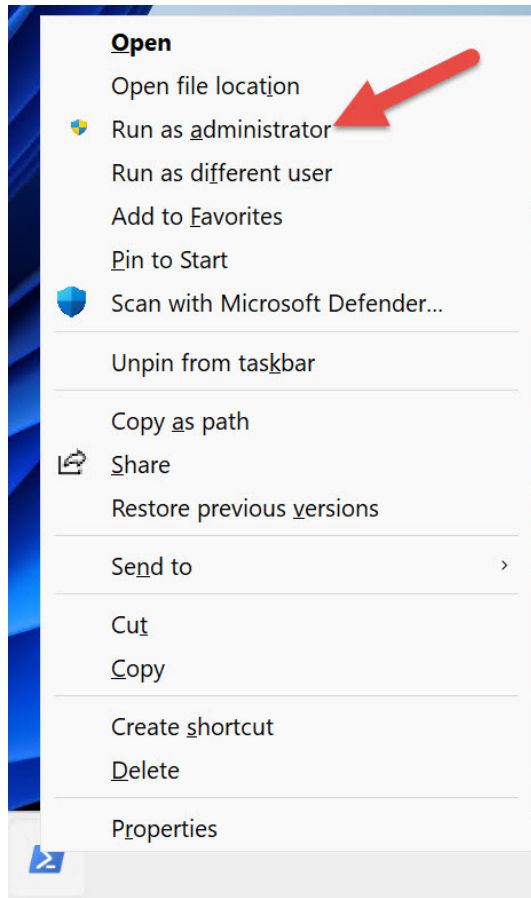 Open
Open file location
Run as administrator
Run as different user
Add to Favorites
Pin to Start
Scan with Microsoft Defender...
Unpin from taskbar
Copy as path
Share
Restore previous versions
Send to
Cut
Copy
Create shortcut
Delete
Properties